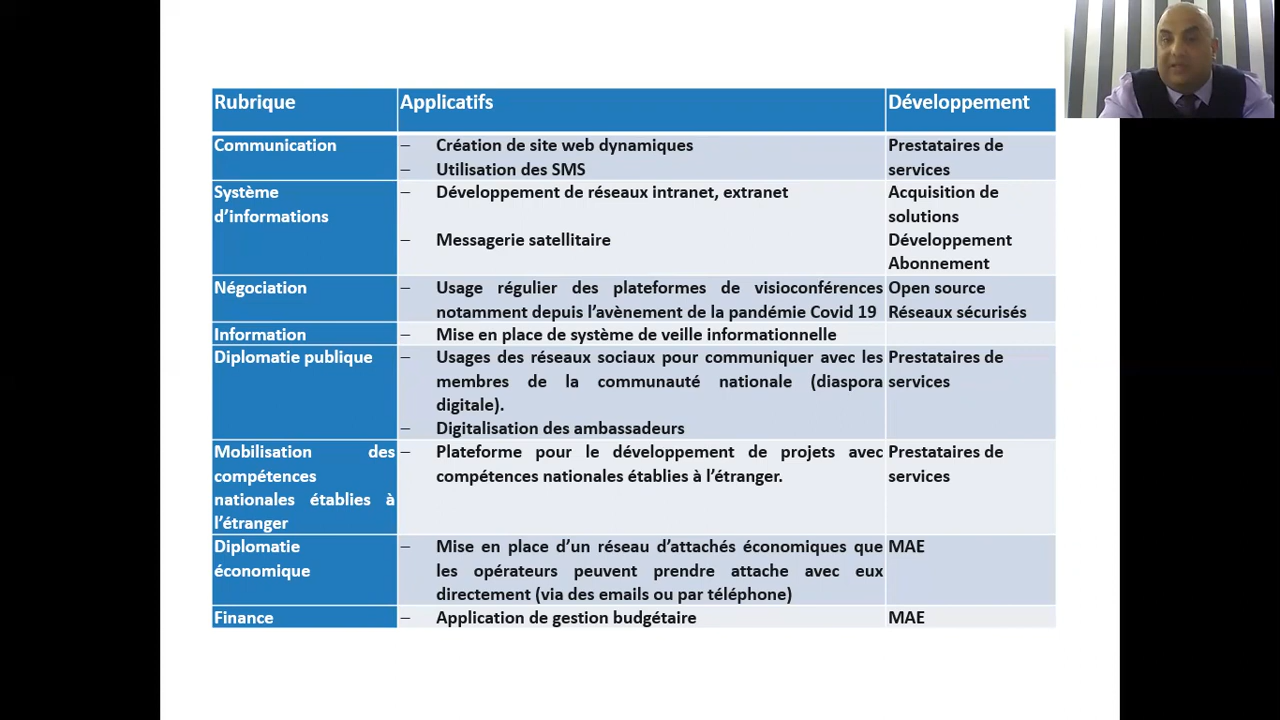 Rubrique Applicatifs Développement
Communication – Création de site web dynamiques Prestataires de
– Utilisation des SMS services
Système – Développement de réseaux intranet, extranet Acquisition de
d’informations solutions
– Messagerie satellitaire Développement
Abonnement
Négociation – Usage régulier des plateformes de visioconférences Open source
notamment depuis l’avènement de la pandémie Covid 19 Réseaux sécurisés
Information – Mise en place de système de veille informationnelle
Diplomatie publique – Usages des réseaux sociaux pour communiquer avec les Prestataires de
membres de la communauté nationale (diaspora services
digitale).
– Digitalisation des ambassadeurs
Mobilisation des – Plateforme pour le développement de projets avec Prestataires de
compétences compétences nationales établies à l’étranger. services
nationales établies à
l’étranger
Diplomatie – Mise en place d’un réseau d’attachés économiques que MAE
économique les opérateurs peuvent prendre attache avec eux
directement (via des emails ou par téléphone)
Finance – Application de gestion budgétaire MAE